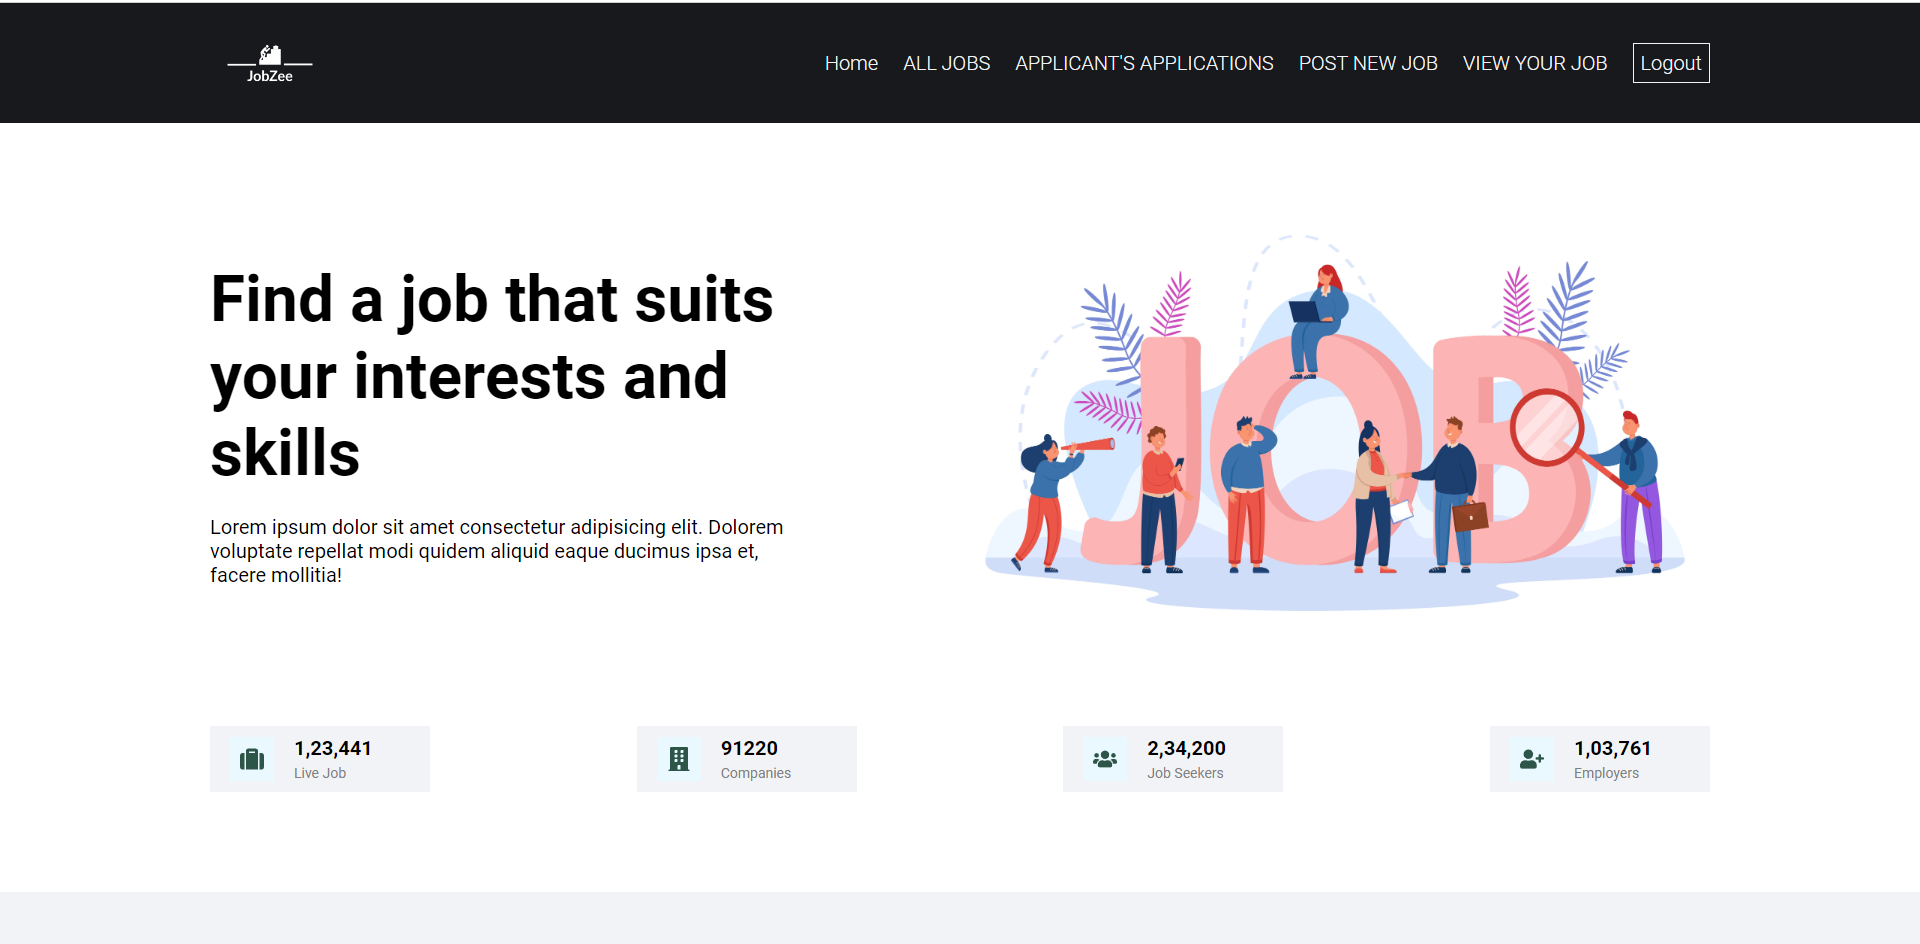 JobZee
Home ALL JOBS APPLICANT'S APPLICATIONS POST NEW JOB VIEW YOUR JOB Logout
Find a job that suits
your interests and
skills
Lorem ipsum dolor sit amet consectetur adipisicing elit. Dolorem
voluptate repellat modi quidem aliquid eaque ducimus ipsa et,
facere mollitia!
JOB
1,23,441
Live Job
91220
Companies
2,34,200
Job Seekers
1,03,761
Employers